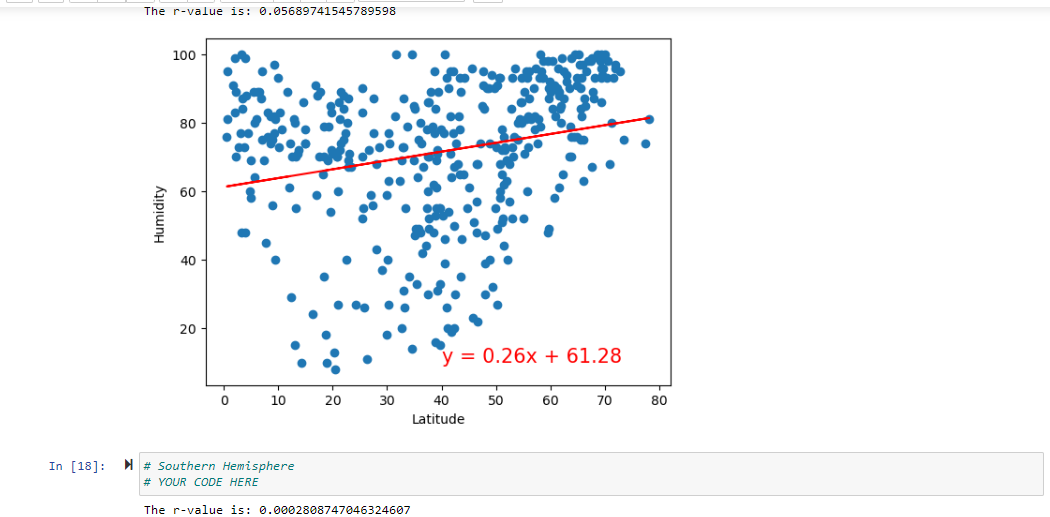 The r-value is: 0.05689741545789598
100
80
60
40
20
Humidity
y = 0.26x + 61.28
0 10 20 30 40 50 60 70 80
Latitude
In [18]:
# Southern Hemisphere
# YOUR CODE HERE
The r-value is: 0.0002808747046324607